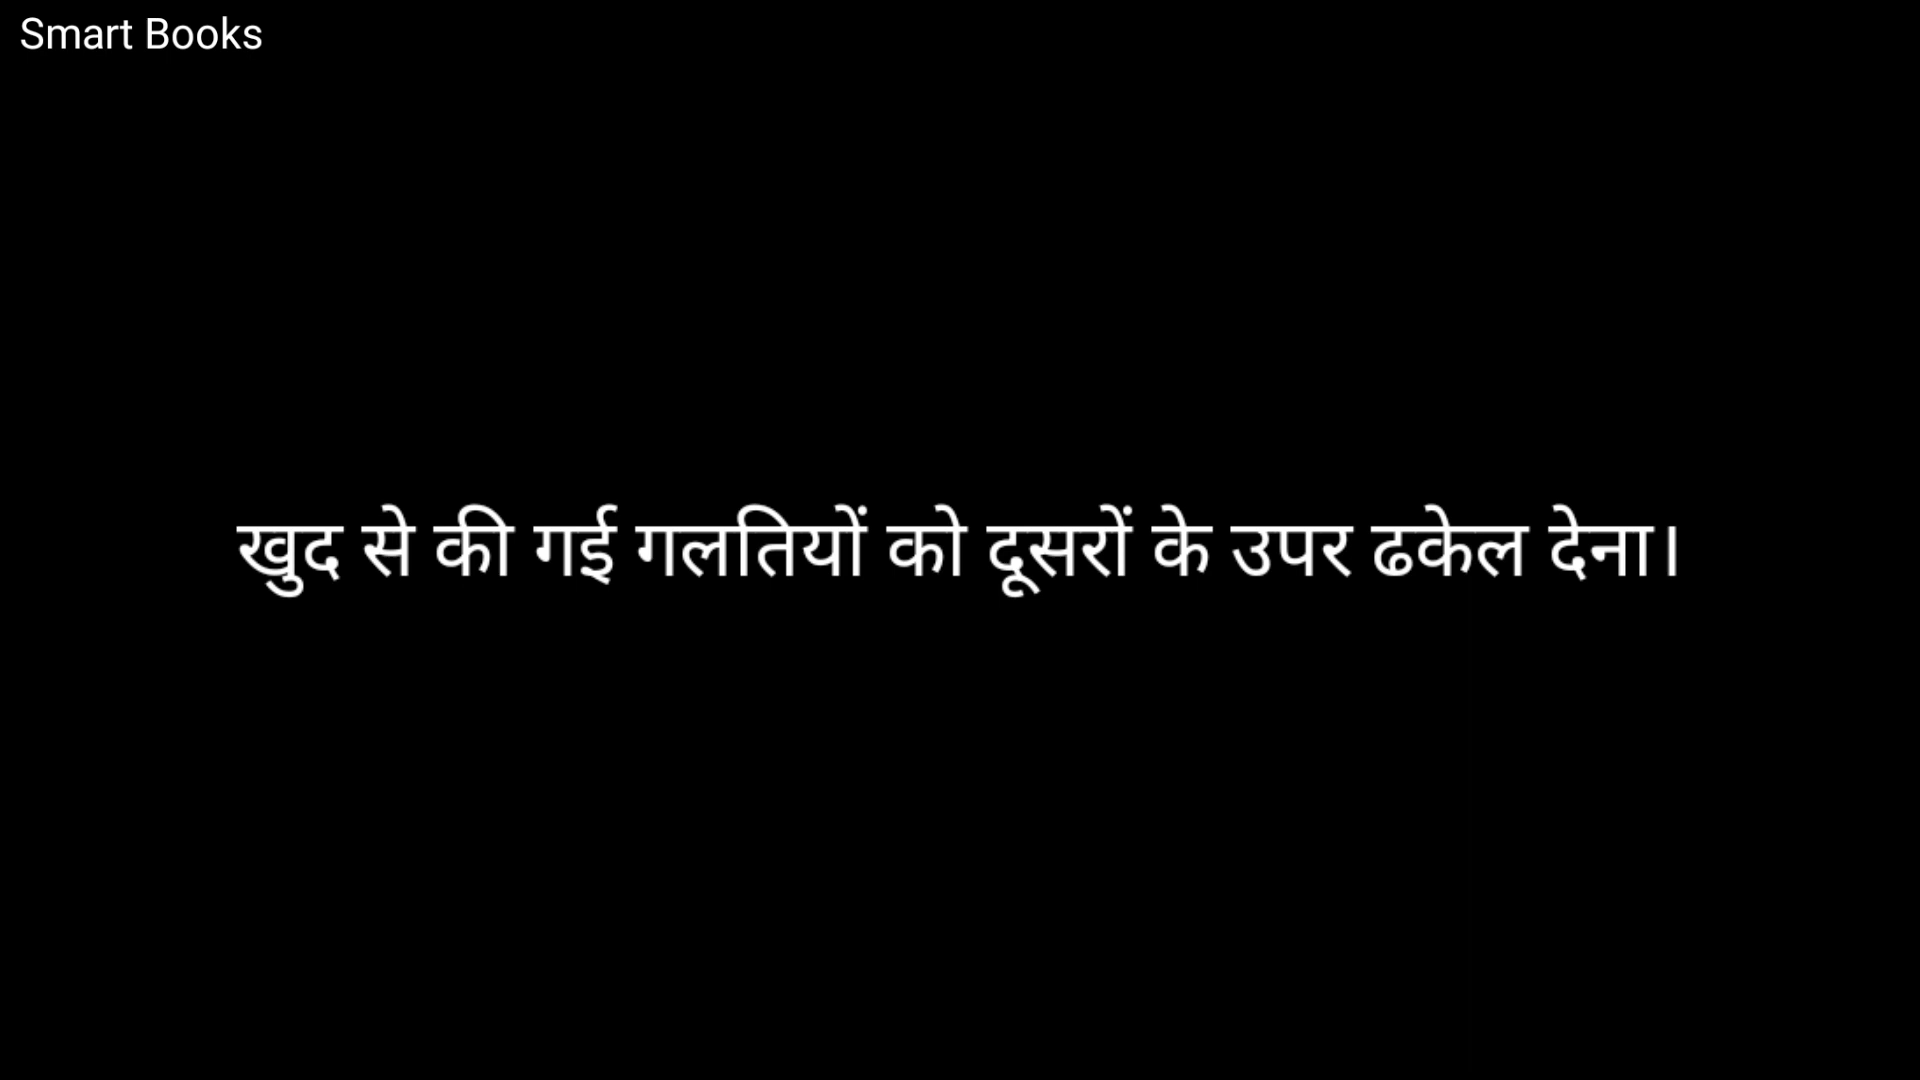 Smart Books
खुद से की गई गलतियों को दूसरों के उपर ढकेल देना।